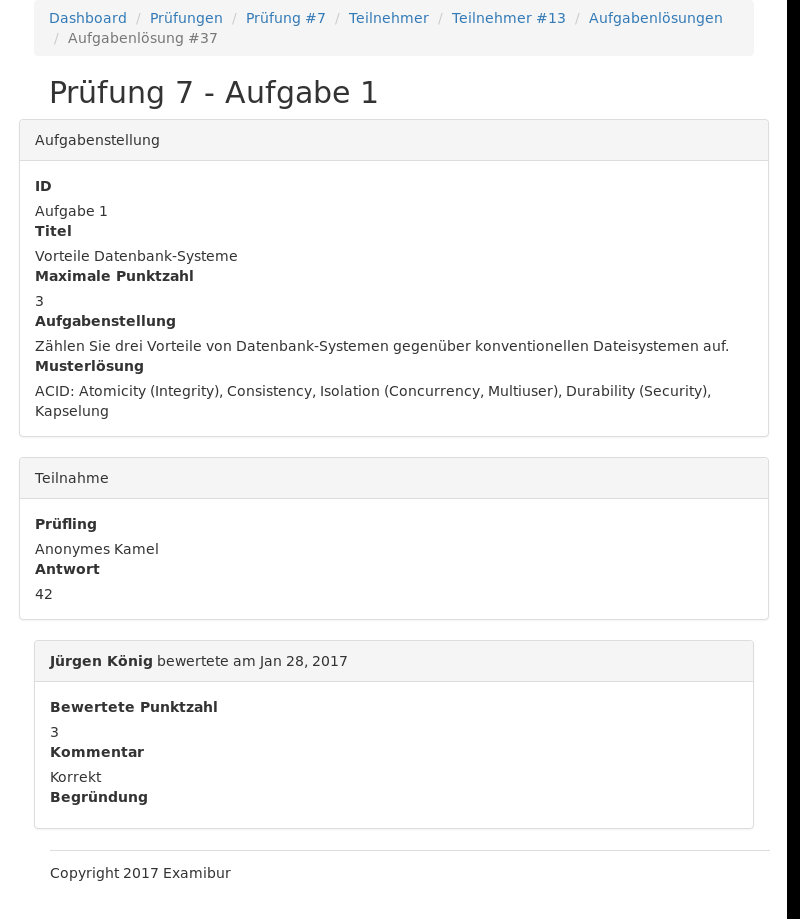 Dashboard / Prüfungen / Prüfung #7 / Teilnehmer / Teilnehmer #13 / Aufgabenlösungen
/ Aufgabenlösung #37
Prüfung 7 - Aufgabe 1
Aufgabenstellung
ID
Aufgabe 1
Titel
Vorteile Datenbank-Systeme
Maximale Punktzahl
3
Aufgabenstellung
Zählen Sie drei Vorteile von Datenbank-Systemen gegenüber konventionellen Dateisystemen auf.
Musterlösung
ACID: Atomicity (Integrity), Consistency, Isolation (Concurrency, Multiuser), Durability (Security),
Kapselung
Teilnahme
Prüfling
Anonymes Kamel
Antwort
42
Jürgen König bewertete am Jan 28, 2017
Bewertete Punktzahl
3
Kommentar
Korrekt
Begründung
Copyright 2017 Examibur